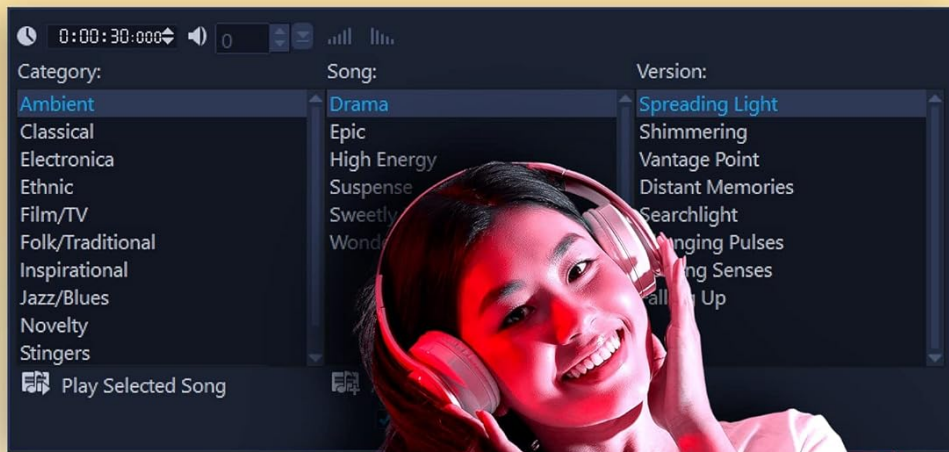 0:00:30:000 0
Category:
Song:
Version:
Ambient
Classical
Electronica
Ethnic
Film/TV
Folk/Traditional
Inspirational
Jazz/Blues
Novelty
Stingers
Drama
Epic
High Energy
Suspense
Sweetly
Spreading Light
Shimmering
Vantage Point
Distant Memories
Searchlight
Pulses
Senses
Up
Play Selected Song